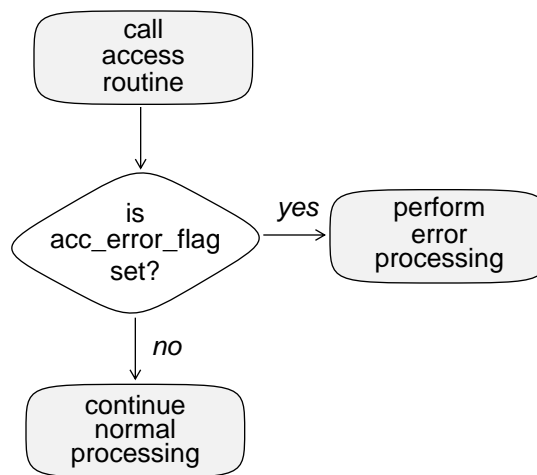 call
access
routine
is
acc_error_flag
set?
yes
perform
error
processing
no
continue
normal
processing